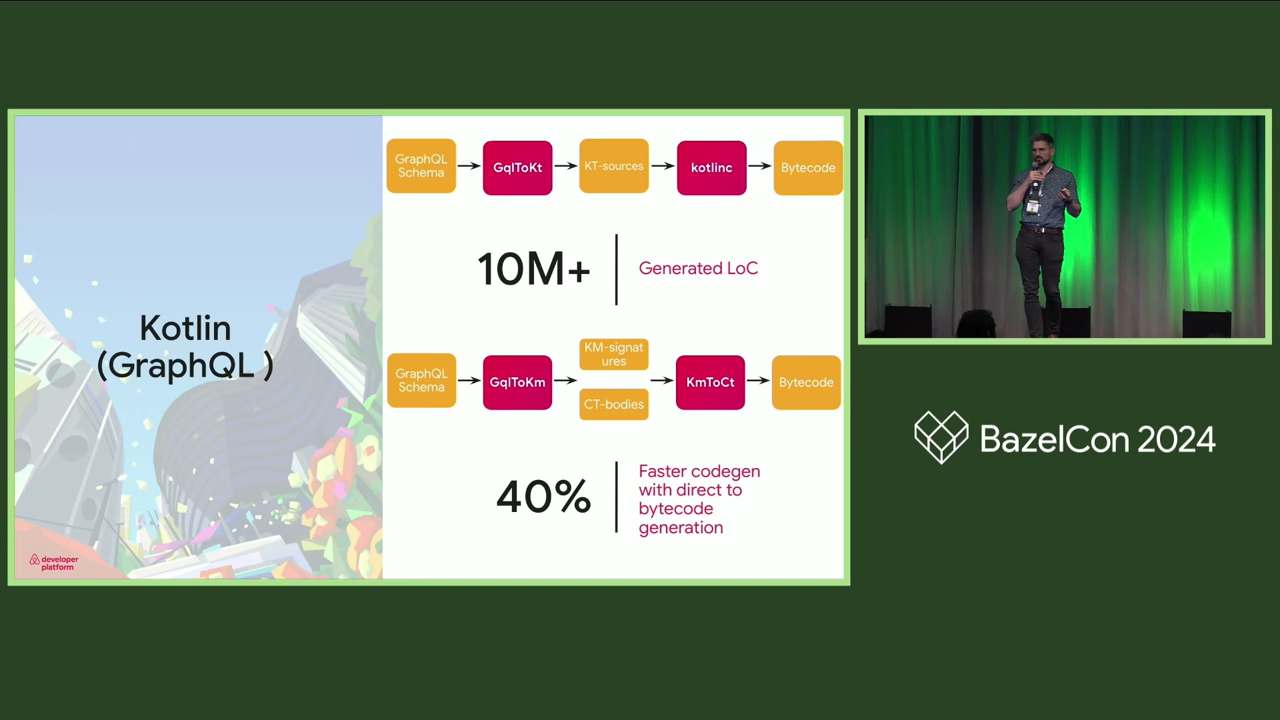 Kotlin
(GraphQL )
developer
platform
GraphQL
Schema
GqlToKt
KT-sources
kotlinc
Bytecode
10M+
Generated LoC
GraphQL
Schema
GqlToKm
KM-signat
ures
CT-bodies
KmToCt
Bytecode
40%
Faster codegen
with direct to
bytecode
generation
BazelCon 2024